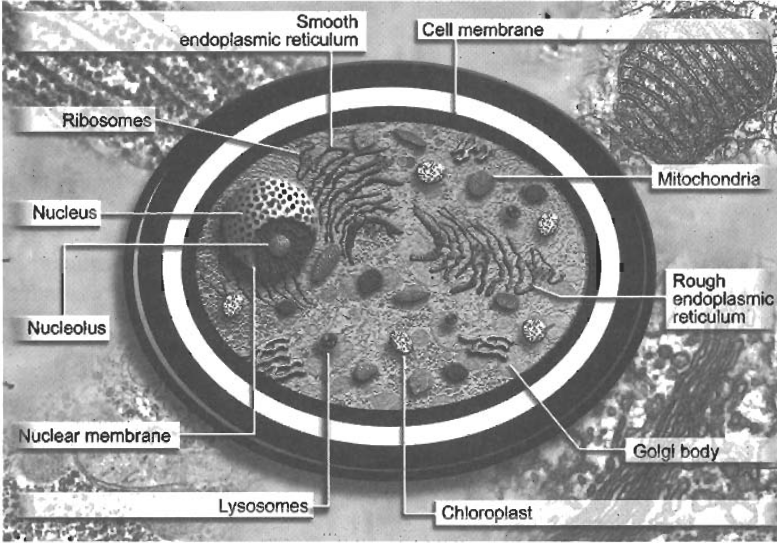 Smooth
endoplasmic reticulum
Cell membrane
Ribosomes
Mitochondria
Nucleus
Rough
endoplasmic
reticulum
Nucleolus
Nuclear membrane
Golgi body
Lysosomes
Chloroplast